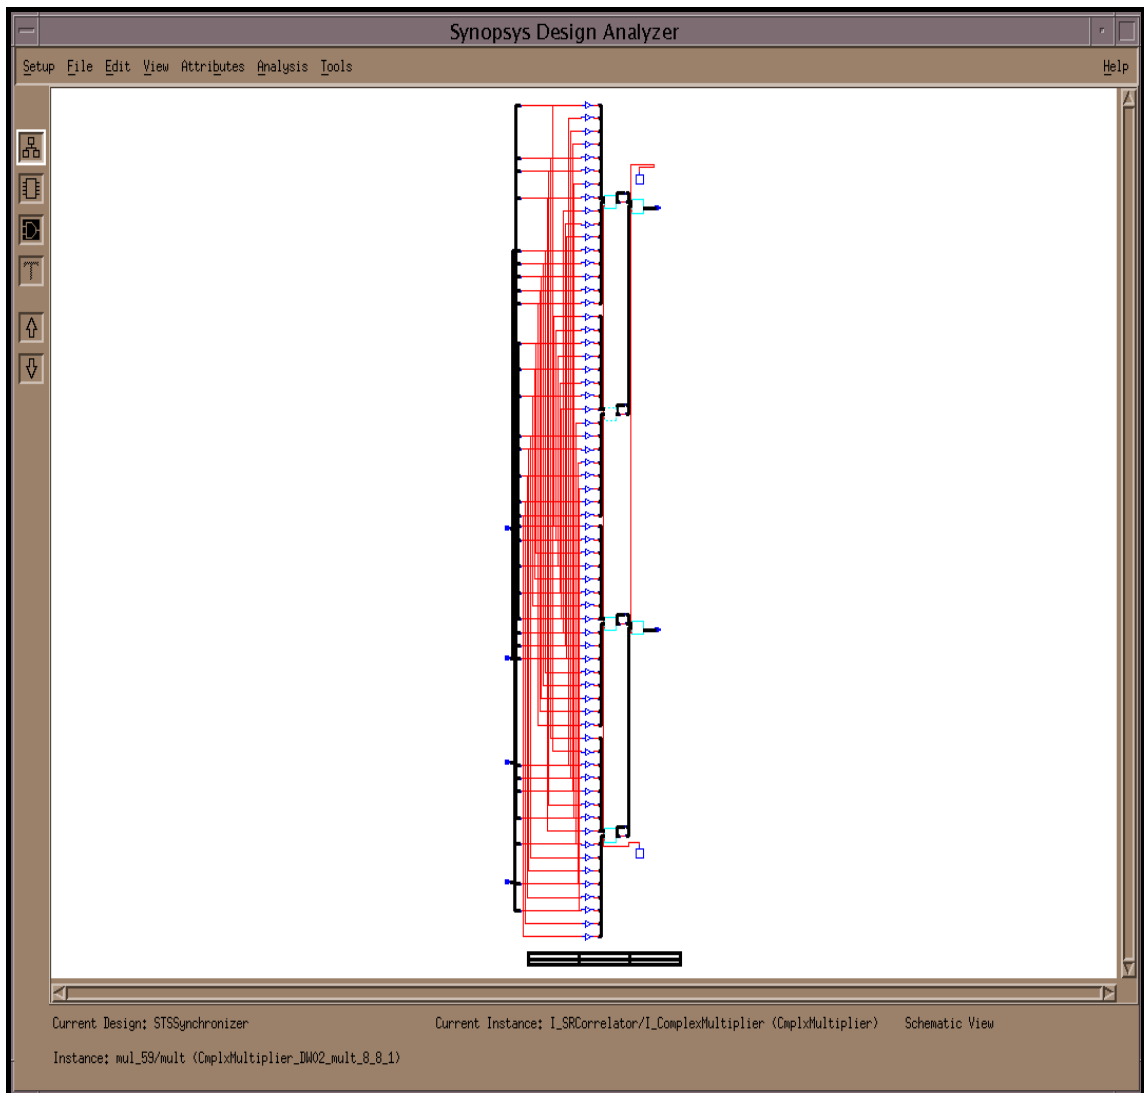 Synopsys Design Analyzer
Setup File Edit View Attributes Analysis Tools Help
Current Design: STSSynchronizer Current Instance: I_SRCorrelator/I_ComplexMultiplier (CmplxMultiplier) Schematic View
Instance: mul_59/mult (CmplxMultiplier_DW02_mult_8_8_1)